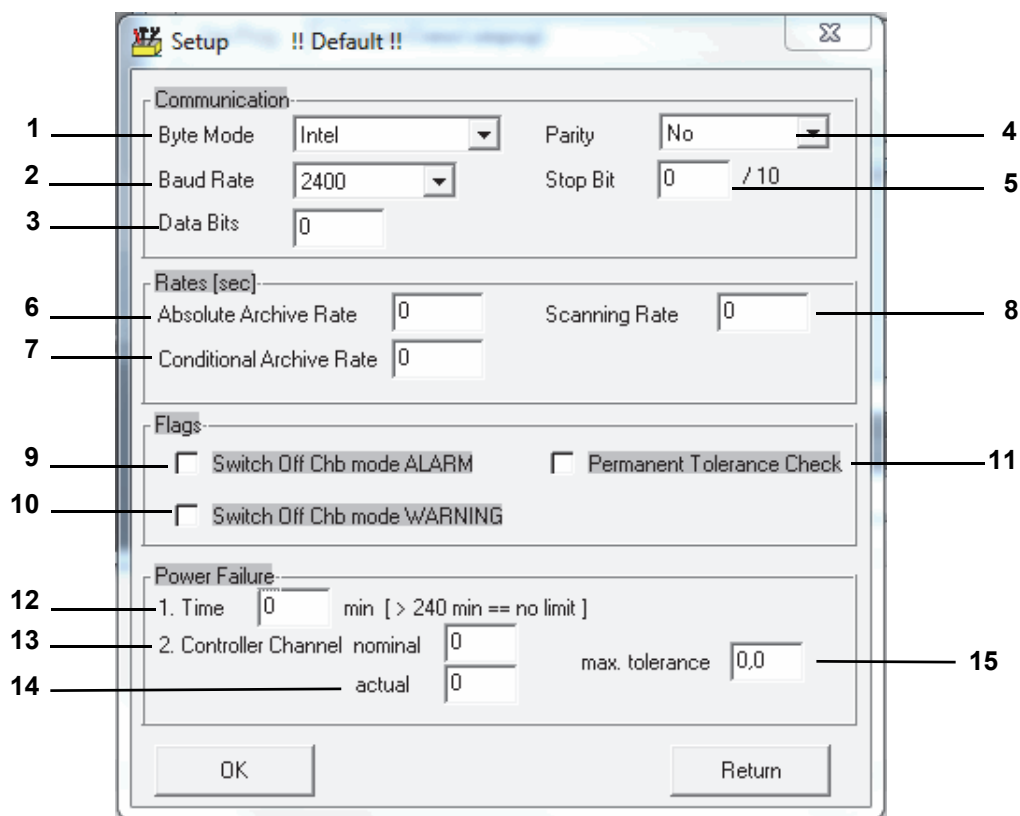 Setup !! Default !!
Communication
1 Byte Mode Intel Parity No 4
2 Baud Rate 2400 Stop Bit 0 / 10 5
3 Data Bits 0
Rates [sec]
6 Absolute Archive Rate 0 Scanning Rate 0 8
7 Conditional Archive Rate 0
Flags
9 Switch Off Chb mode ALARM Permanent Tolerance Check 11
10 Switch Off Chb mode WARNING
Power Failure
12 1. Time 0 min [ > 240 min == no limit ]
13 2. Controller Channel nominal 0
max. tolerance 0,0 15
14 actual 0
OK Return